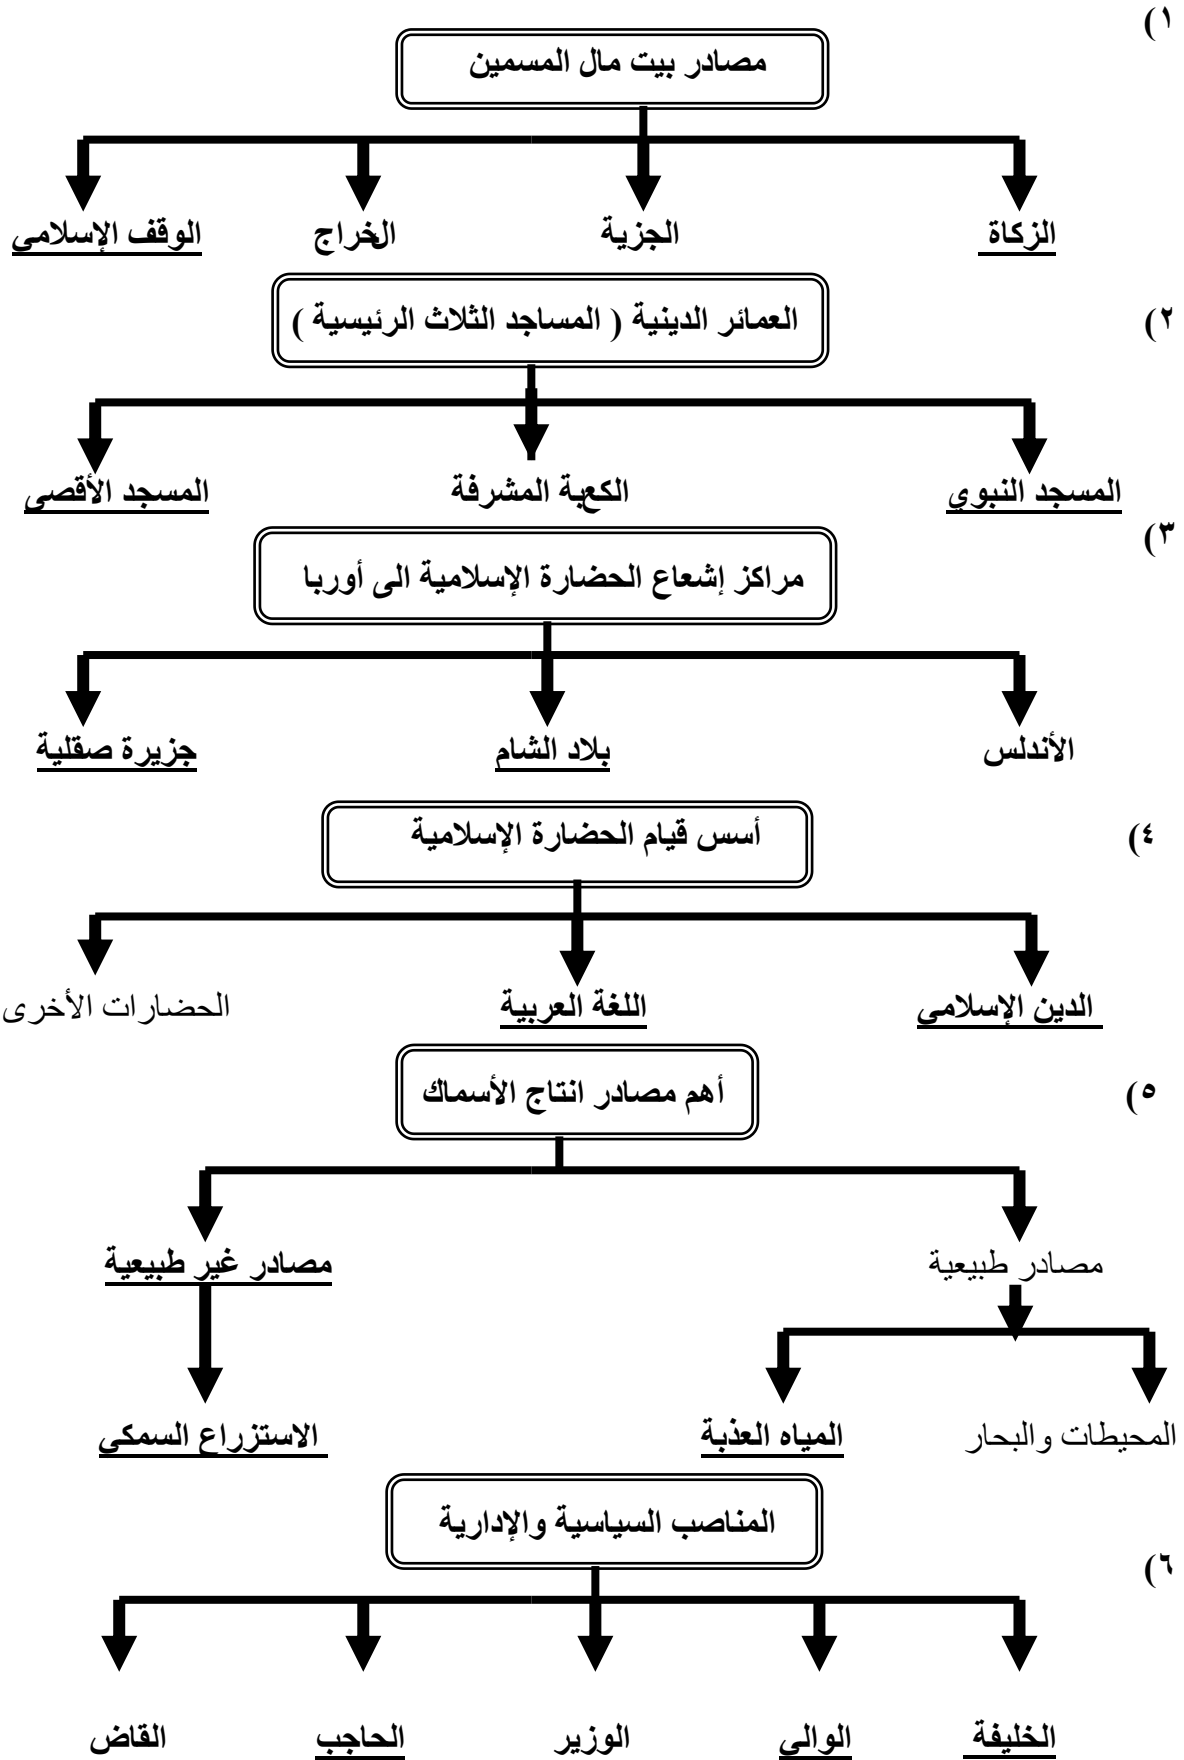 ١)
مصادر بيت مال المسمين
الزكاة الجزية الخراج الوقف الإسلامي
٢)
العمائر الدينية ( المساجد الثلاث الرئيسية )
المسجد النبوي الكعبة المشرفة المسجد الأقصى
٣)
مراكز إشعاع الحضارة الإسلامية الى أوربا
الأندلس بلاد الشام جزيرة صقلية
٤)
أسس قيام الحضارة الإسلامية
الدين الإسلامي اللغة العربية الحضارات الأخرى
٥)
أهم مصادر انتاج الأسماك
مصادر طبيعية مصادر غير طبيعية
المحيطات والبحار المياه العذبة الاستزراع السمكي
٦)
المناصب السياسية والإدارية
الخليفة الوالي الوزير الحاجب القاض